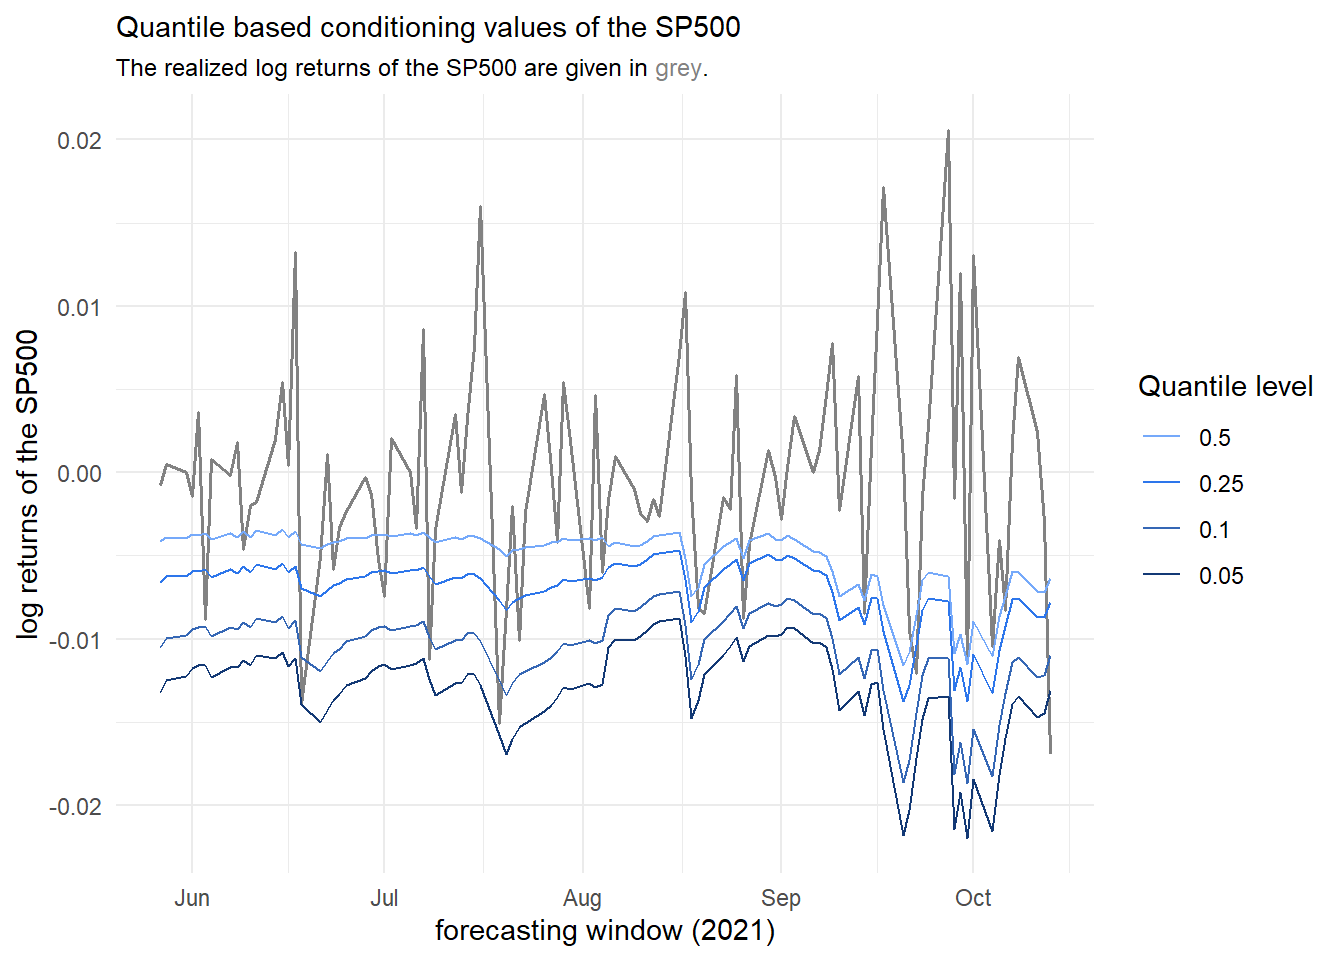 Quantile based conditioning values of the SP500
The realized log returns of the SP500 are given in grey.
log returns of the SP500
0.02
0.01
0.00
-0.01
-0.02
Jun
Jul
Aug
Sep
Oct
forecasting window (2021)
Quantile level
0.5
0.25
0.1
0.05